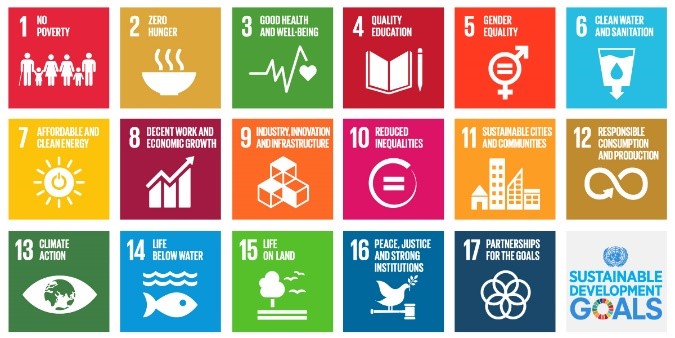 1 NO
POVERTY
2 ZERO
HUNGER
3 GOOD HEALTH
AND WELL-BEING
4 QUALITY
EDUCATION
5 GENDER
EQUALITY
6 CLEAN WATER
AND SANITATION
7 AFFORDABLE AND
CLEAN ENERGY
8 DECENT WORK AND
ECONOMIC GROWTH
9 INDUSTRY, INNOVATION
AND INFRASTRUCTURE
10 REDUCED
INEQUALITIES
11 SUSTAINABLE CITIES
AND COMMUNITIES
12 RESPONSIBLE
CONSUMPTION
AND PRODUCTION
13 CLIMATE
ACTION
14 LIFE
BELOW WATER
15 LIFE
ON LAND
16 PEACE, JUSTICE
AND STRONG
INSTITUTIONS
17 PARTNERSHIPS
FOR THE GOALS
SUSTAINABLE
DEVELOPMENT
GOALS